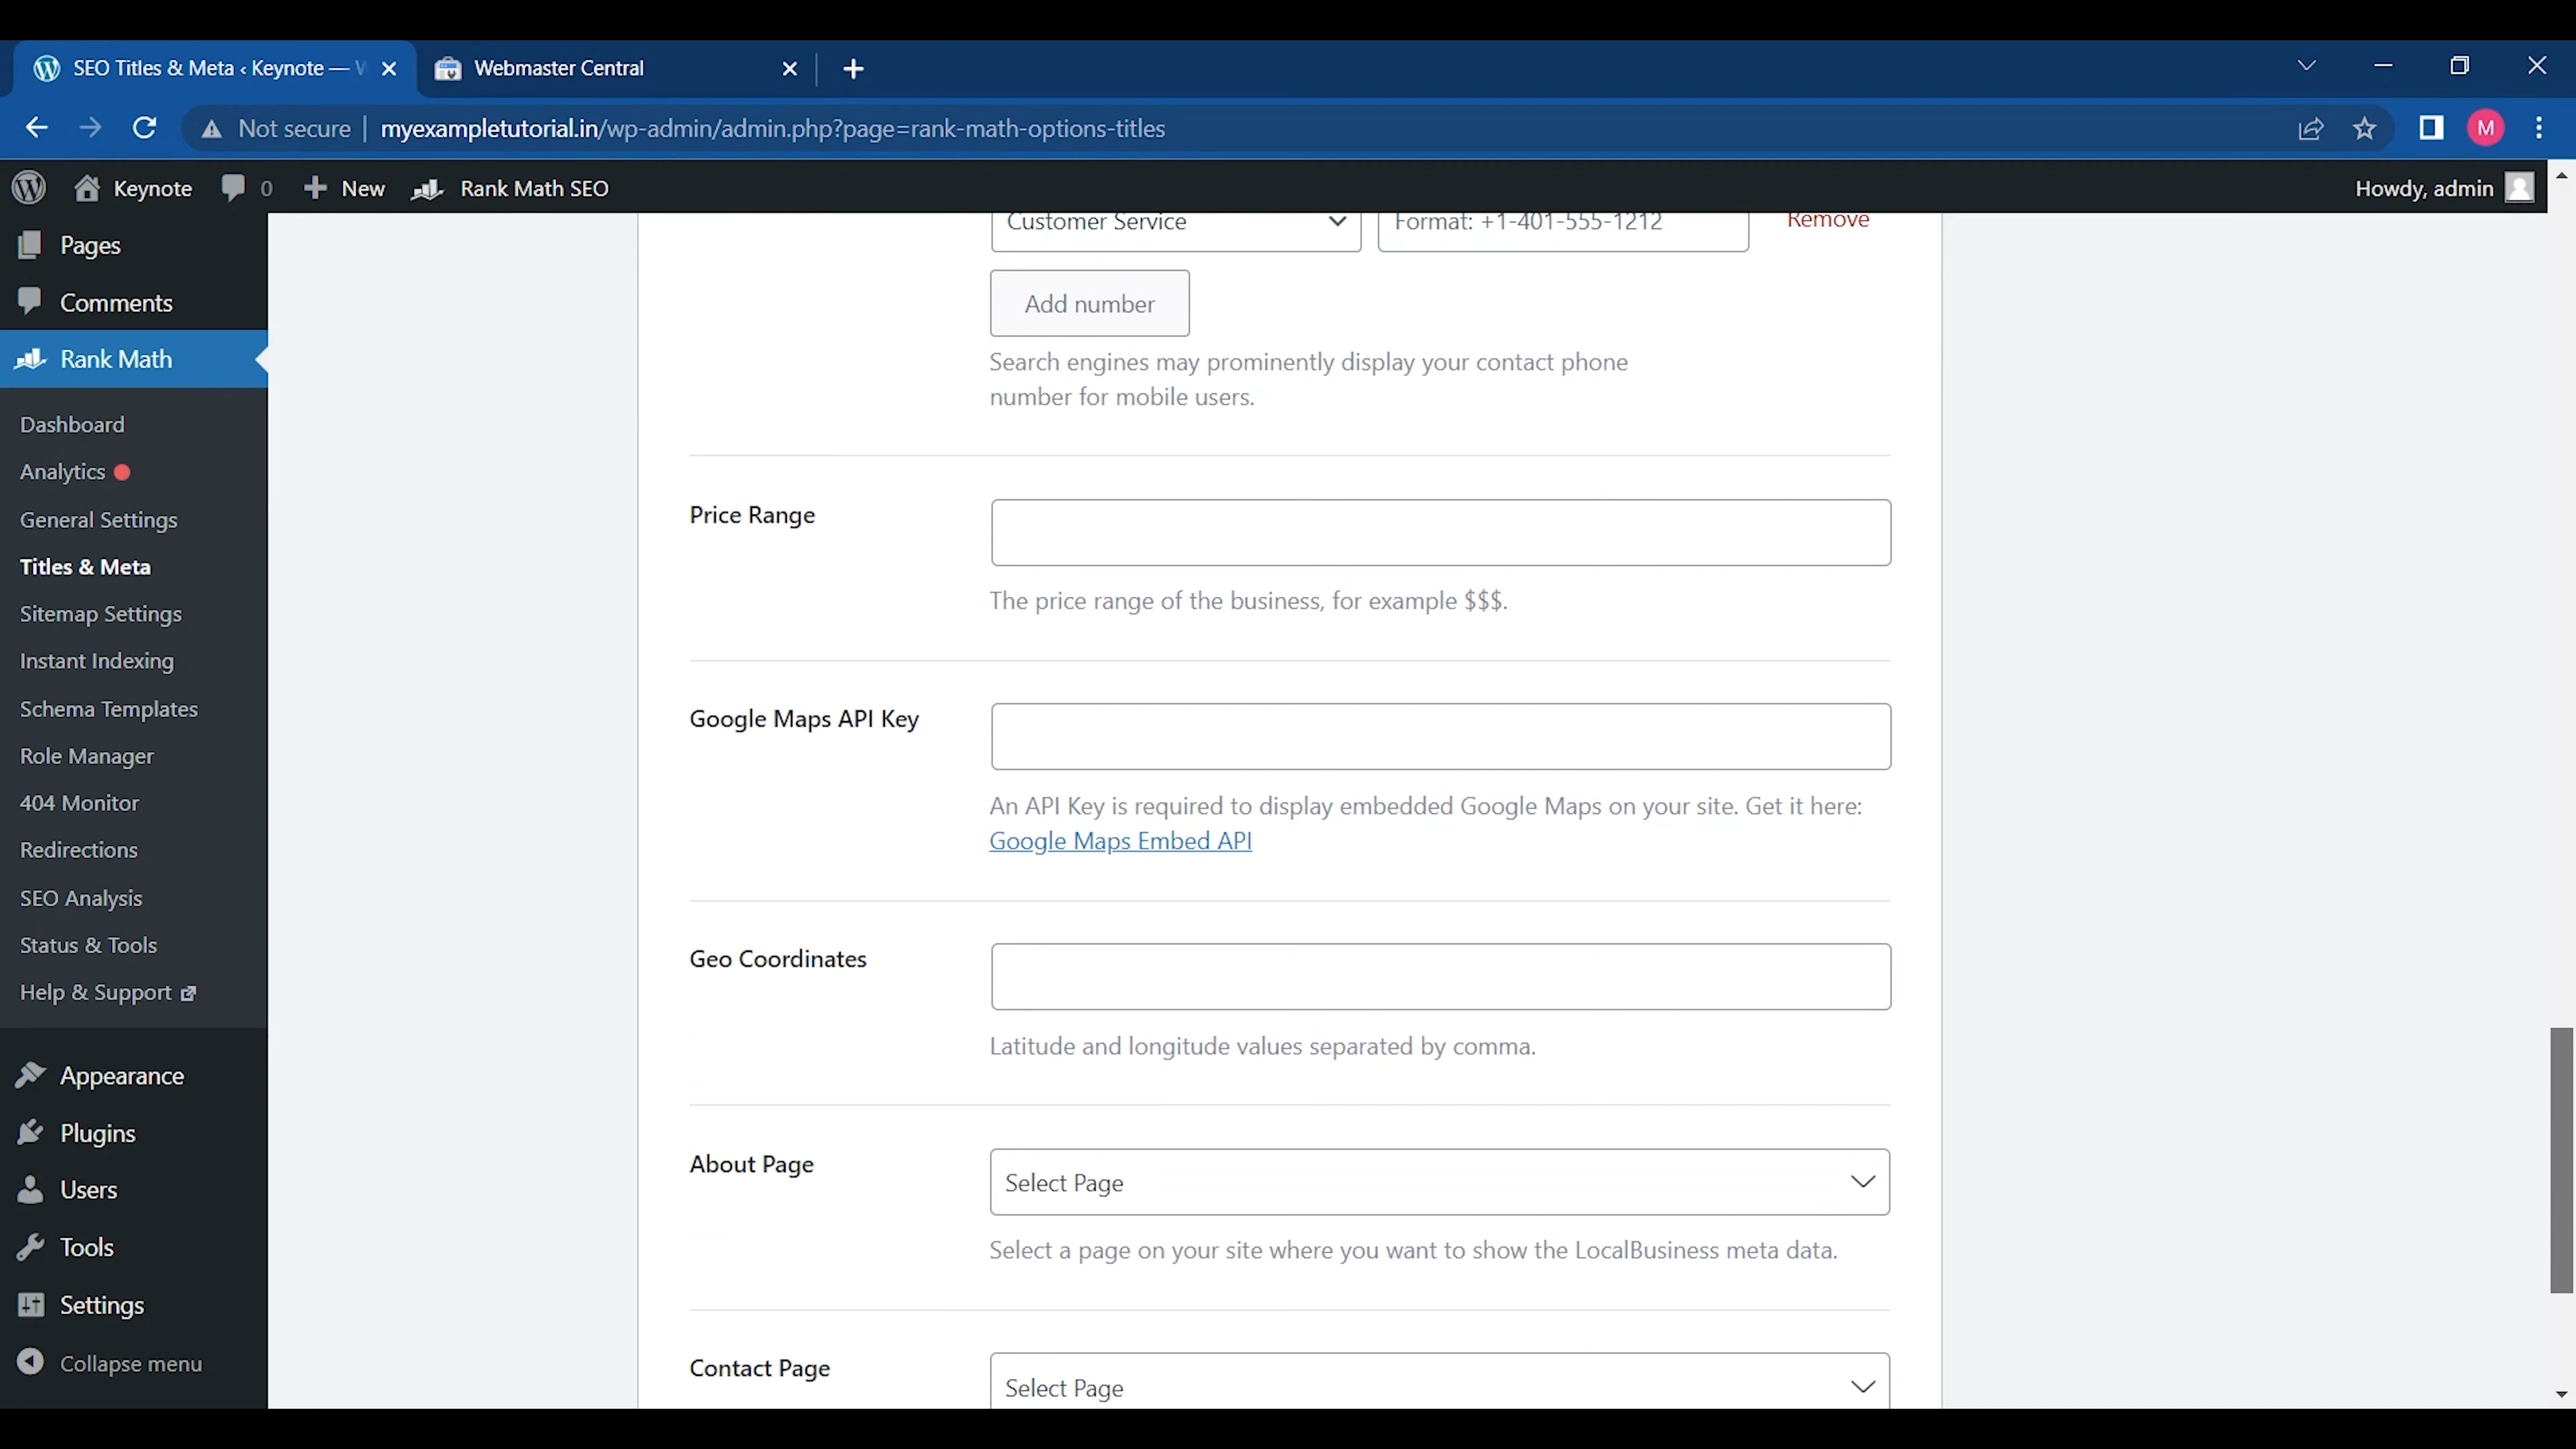 SEO Titles & Meta ‹ Keynote — W
Webmaster Central
Not secure
myexampletutorial.in/wp-admin/admin.php?page=rank-math-options-titles
M
Keynote
0
New
Rank Math SEO
Howdy, admin
Pages
Comments
Rank Math
Dashboard
Analytics
General Settings
Titles & Meta
Sitemap Settings
Instant Indexing
Schema Templates
Role Manager
404 Monitor
Redirections
SEO Analysis
Status & Tools
Help & Support
Appearance
Plugins
Users
Tools
Settings
Collapse menu
Customer Service
Format: +1-401-555-1212
Remove
Add number
Search engines may prominently display your contact phone
number for mobile users.
Price Range
The price range of the business, for example $$$.
Google Maps API Key
An API Key is required to display embedded Google Maps on your site. Get it here:
Google Maps Embed API
Geo Coordinates
Latitude and longitude values separated by comma.
About Page
Select Page
Select a page on your site where you want to show the LocalBusiness meta data.
Contact Page
Select Page